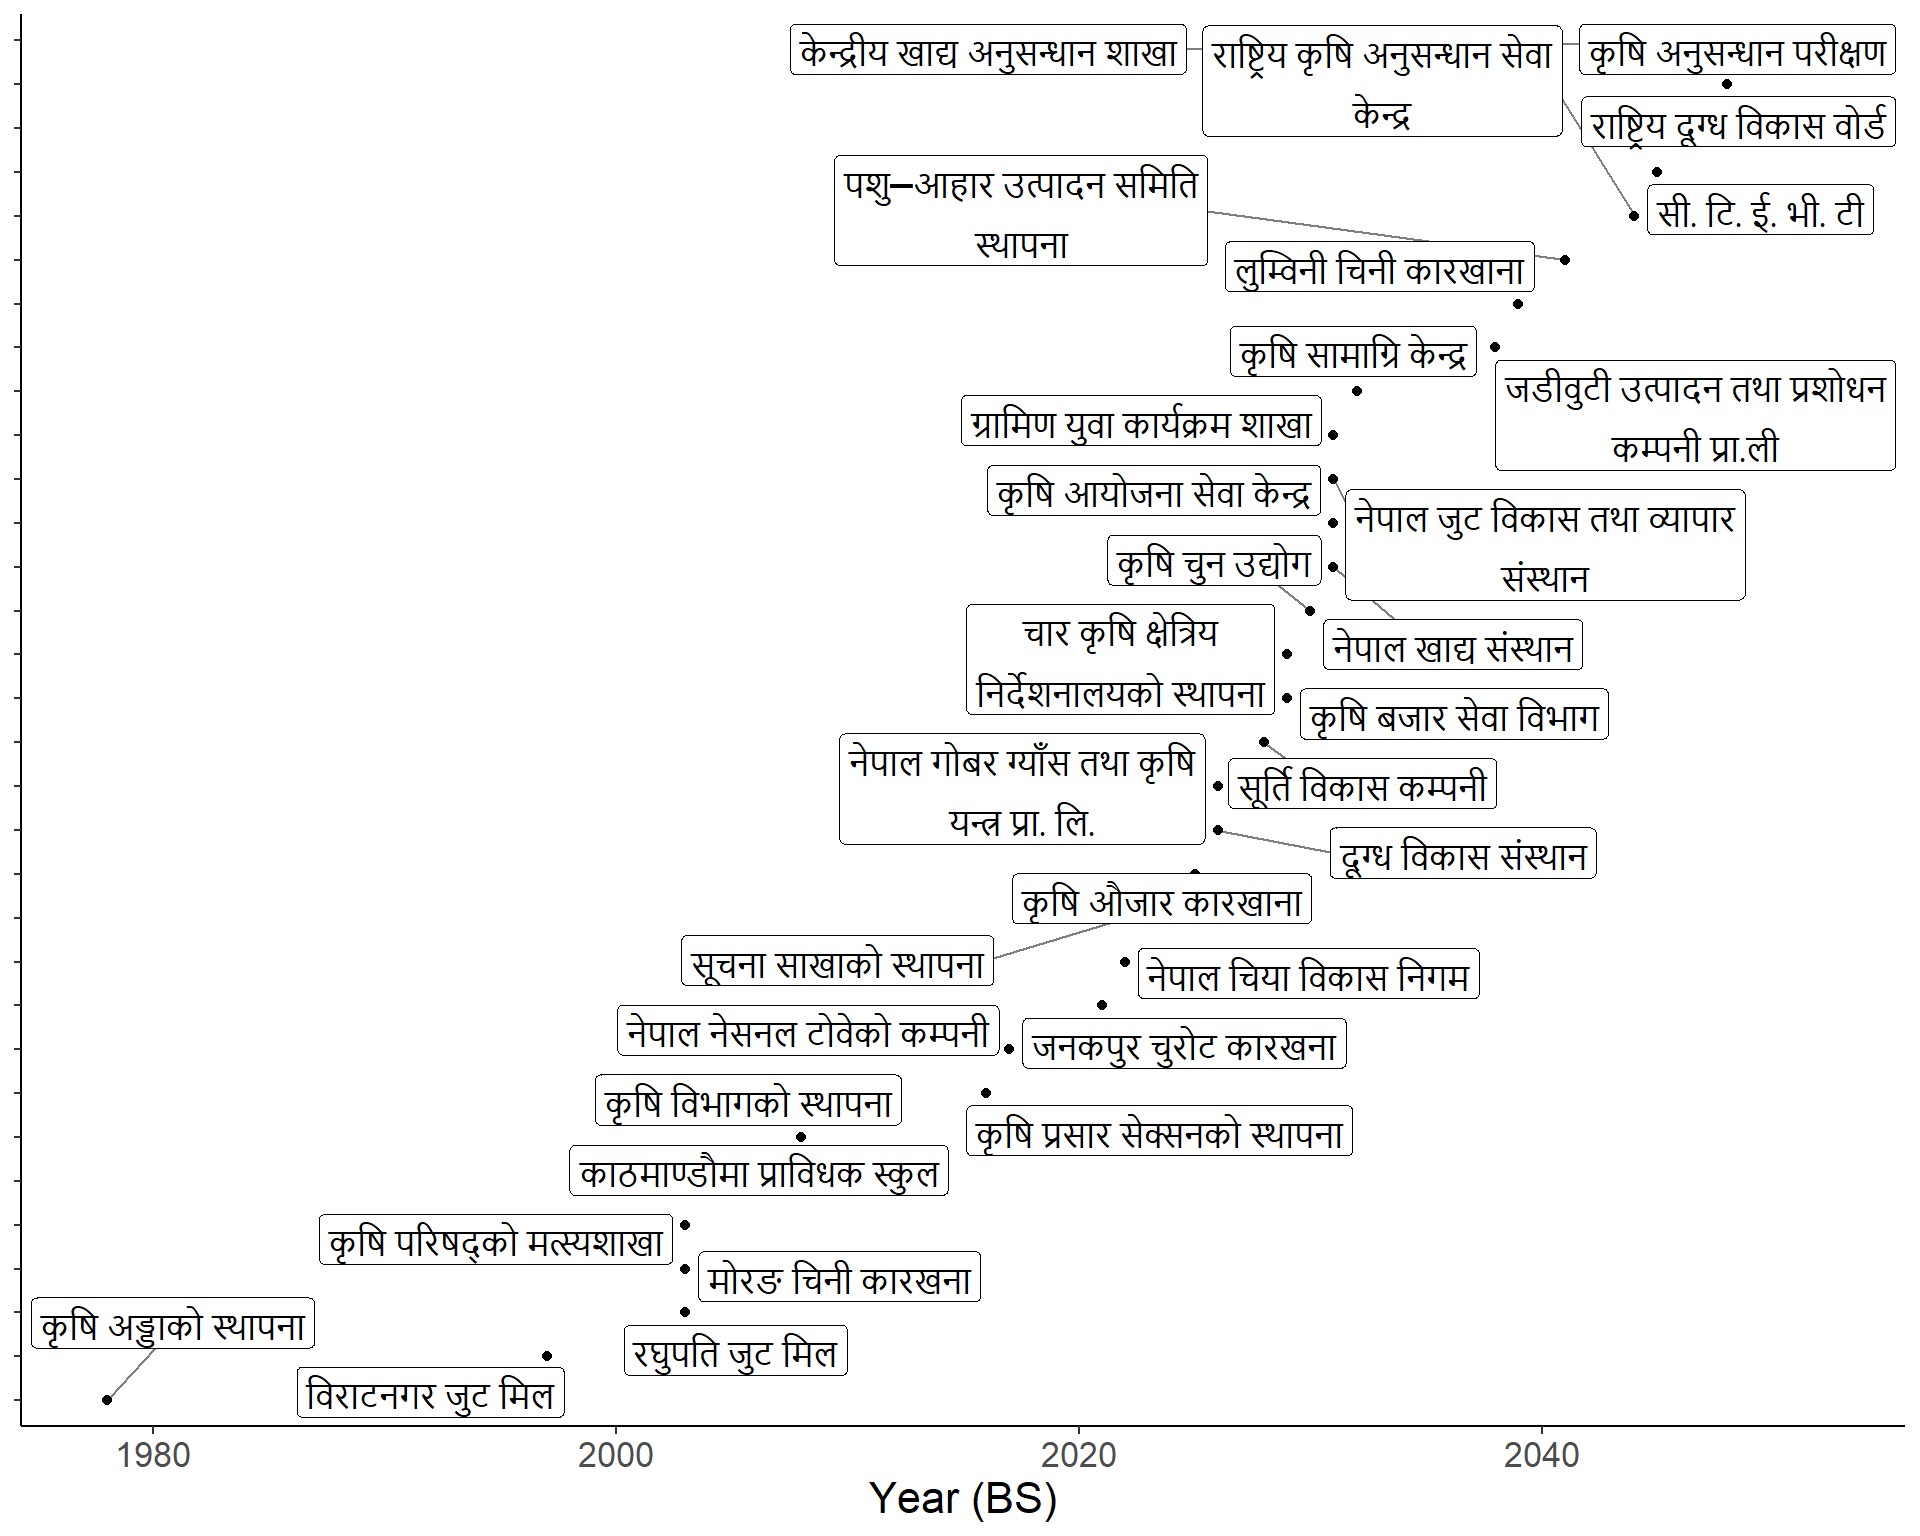 केन्द्रीय खाद्य अनुसन्धान शाखा
राष्ट्रिय कृषि अनुसन्धान सेवा
केन्द्र
कृषि अनुसन्धान परीक्षण
राष्ट्रिय दूग्ध विकास वोर्ड
पशु–आहार उत्पादन समिति
स्थापना
सी. टि. ई. भी. टी
लुम्विनी चिनी कारखाना
कृषि सामाग्रि केन्द्र
जडीवुटी उत्पादन तथा प्रशोधन
कम्पनी प्रा.ली
ग्रामिण युवा कार्यक्रम शाखा
कृषि आयोजना सेवा केन्द्र
नेपाल जुट विकास तथा व्यापार
संस्थान
कृषि चुन उद्योग
चार कृषि क्षेत्रिय
निर्देशनालयको स्थापना
नेपाल खाद्य संस्थान
कृषि बजार सेवा विभाग
नेपाल गोबर ग्याँस तथा कृषि
यन्त्र प्रा. लि.
सूर्ति विकास कम्पनी
दूग्ध विकास संस्थान
कृषि औजार कारखाना
सूचना साखाको स्थापना
नेपाल चिया विकास निगम
नेपाल नेसनल टोवेको कम्पनी
जनकपुर चुरोट कारखना
कृषि विभागको स्थापना
कृषि प्रसार सेक्सनको स्थापना
काठमाण्डौमा प्राविधक स्कुल
कृषि परिषद्को मत्स्यशाखा
मोरङ चिनी कारखना
कृषि अड्डाको स्थापना
रघुपति जुट मिल
विराटनगर जुट मिल
1980 2000 2020 2040
Year (BS)